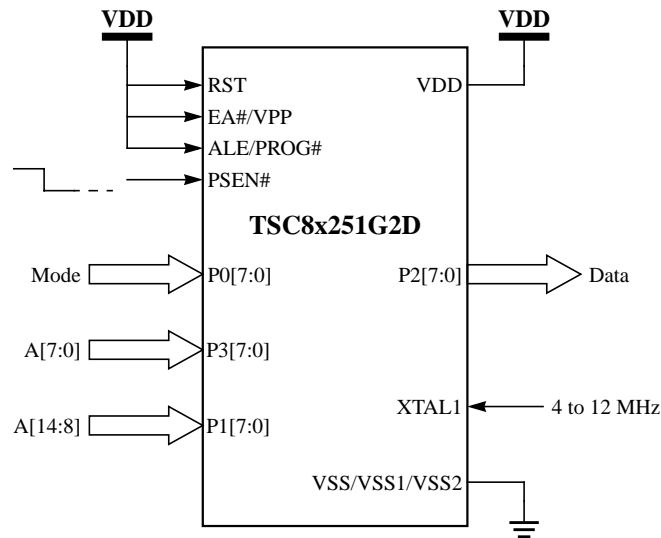 VDD
VDD
RST
VDD
EA#/VPP
ALE/PROG#
PSEN#
TSC8x251G2D
Mode
P0[7:0]
P2[7:0]
Data
A[7:0]
P3[7:0]
XTAL1
4 to 12 MHz
A[14:8]
P1[7:0]
VSS/VSS1/VSS2